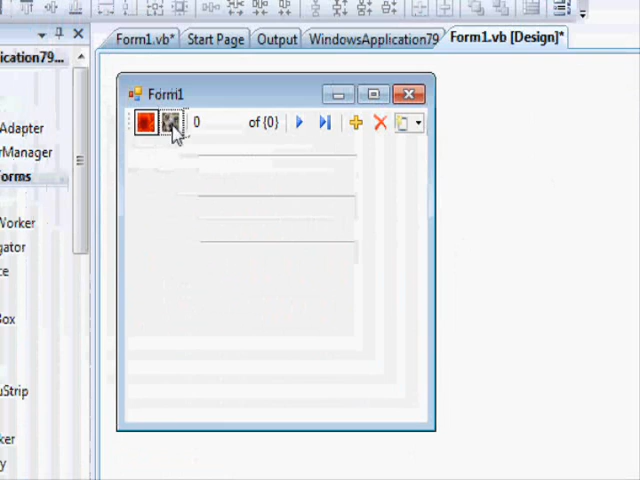 Form1.vb* Start Page Output WindowsApplication79 Form1.vb [Design]*
plication79...
Form1
0 of {0}
Adapter
rManager
orms
Worker
gator
ce
Box
uStrip
ker
y